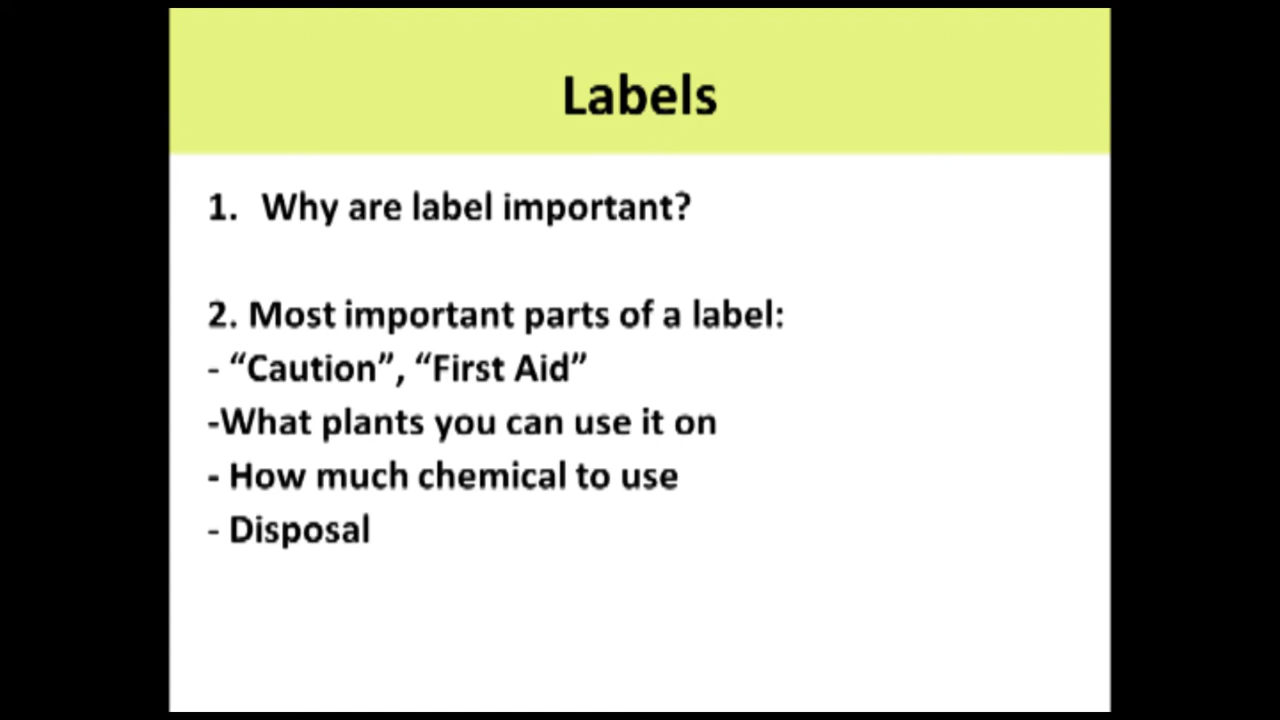 Labels
1. Why are label important?
2. Most important parts of a label:
- “Caution”, “First Aid”
-What plants you can use it on
- How much chemical to use
- Disposal